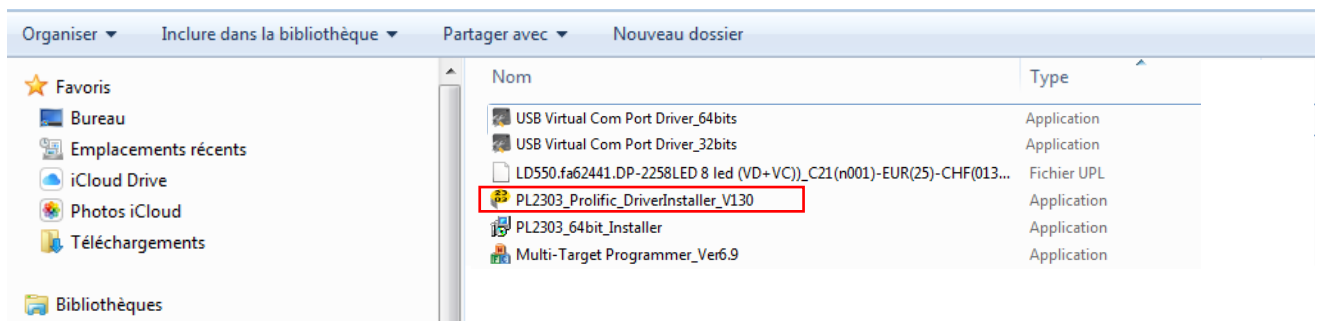 Organiser Inclure dans la bibliothèque Partager avec Nouveau dossier
Favoris
Bureau
Emplacements récents
iCloud Drive
Photos iCloud
Téléchargements
Bibliothèques
Nom Type
USB Virtual Com Port Driver_64bits Application
USB Virtual Com Port Driver_32bits Application
LD550.fa62441.DP-2258LED 8 led (VD+VC))_C21(n001)-EUR(25)-CHF(013... Fichier UPL
PL2303_Prolific_DriverInstaller_V130 Application
PL2303_64bit_Installer Application
Multi-Target Programmer_Ver6.9 Application